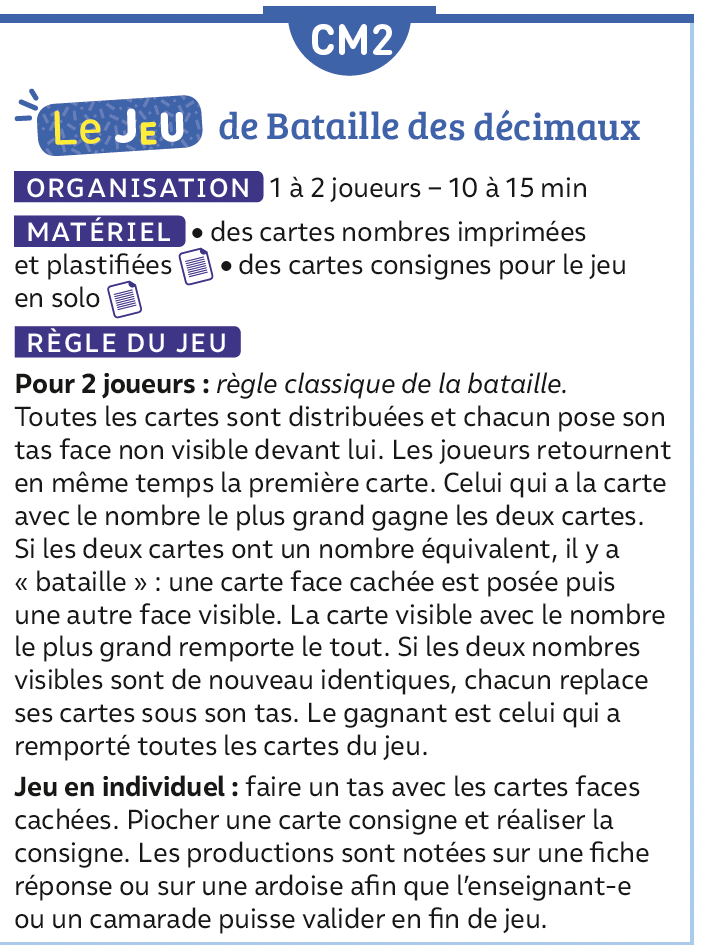 CM2
Le JEU de Bataille des décimaux
ORGANISATION 1 à 2 joueurs – 10 à 15 min
MATÉRIEL • des cartes nombres imprimées
et plastifiées • des cartes consignes pour le jeu
en solo
RÈGLE DU JEU
Pour 2 joueurs : règle classique de la bataille.
Toutes les cartes sont distribuées et chacun pose son
tas face non visible devant lui. Les joueurs retournent
en même temps la première carte. Celui qui a la carte
avec le nombre le plus grand gagne les deux cartes.
Si les deux cartes ont un nombre équivalent, il y a
« bataille » : une carte face cachée est posée puis
une autre face visible. La carte visible avec le nombre
le plus grand remporte le tout. Si les deux nombres
visibles sont de nouveau identiques, chacun replace
ses cartes sous son tas. Le gagnant est celui qui a
remporté toutes les cartes du jeu.
Jeu en individuel : faire un tas avec les cartes faces
cachées. Piocher une carte consigne et réaliser la
consigne. Les productions sont notées sur une fiche
réponse ou sur une ardoise afin que l'enseignant-e
ou un camarade puisse valider en fin de jeu.